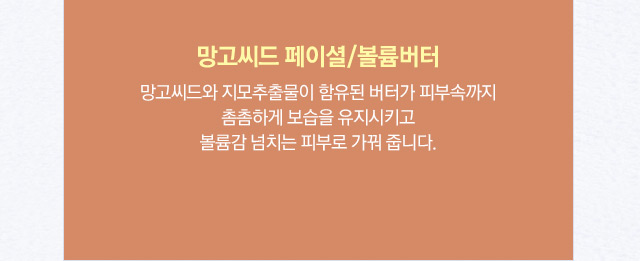 망고씨드 페이셜/볼륨버터
망고씨드와 지모추출물이 함유된 버터가 피부속까지
촘촘하게 보습을 유지시키고
볼륨감 넘치는 피부로 가꿔 줍니다.